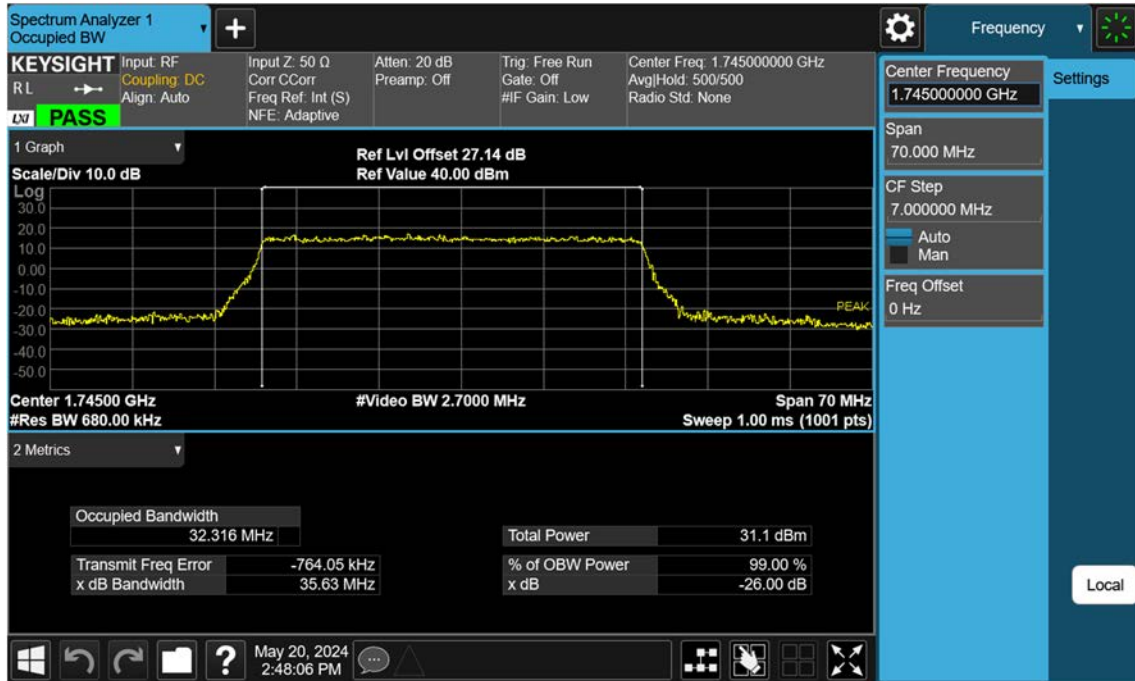 Spectrum Analyzer 1
Occupied BW
+
Frequency
KEYSIGHT
R L
LXI PASS
Input: RF
Coupling: DC
Align: Auto
Input Z: 50 Ω
Corr CCorr
Freq Ref: Int (S)
NFE: Adaptive
Atten: 20 dB
Preamp: Off
Trig: Free Run
Gate: Off
#IF Gain: Low
Center Freq: 1.745000000 GHz
Avg|Hold: 500/500
Radio Std: None
1 Graph
Scale/Div 10.0 dB
Ref Lvl Offset 27.14 dB
Ref Value 40.00 dBm
Log
30.0
20.0
10.0
0.00
-10.0
-20.0
-30.0
-40.0
-50.0
PEAK
Center 1.74500 GHz
#Video BW 2.7000 MHz
Span 70 MHz
#Res BW 680.00 kHz
Sweep 1.00 ms (1001 pts)
2 Metrics
Occupied Bandwidth
32.316 MHz
Total Power 31.1 dBm
Transmit Freq Error -764.05 kHz
% of OBW Power 99.00 %
x dB Bandwidth 35.63 MHz
x dB -26.00 dB
Center Frequency
1.745000000 GHz
Settings
Span
70.000 MHz
CF Step
7.000000 MHz
Auto
Man
Freq Offset
0 Hz
Local
?
May 20, 2024
2:48:06 PM